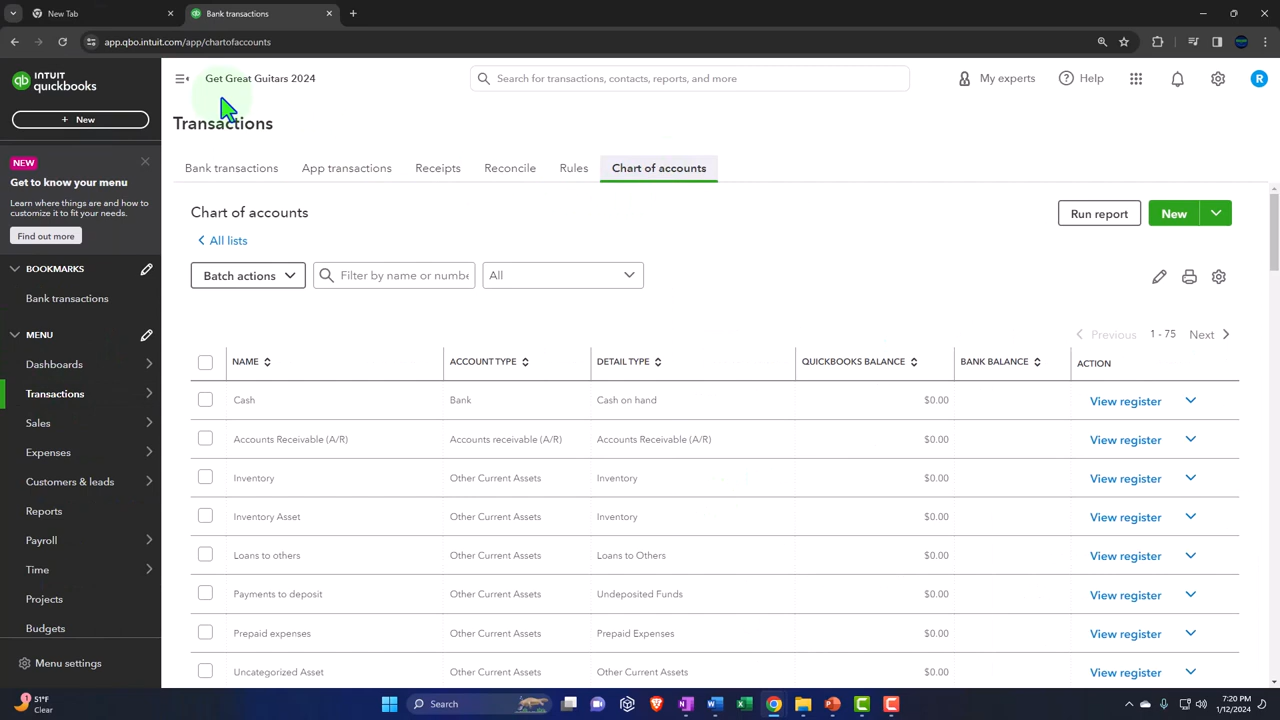 New Tab
Bank transactions
app.qbo.intuit.com/app/chartofaccounts
qb
INTUIT
quickbooks
Get Great Guitars 2024
Search for transactions, contacts, reports, and more
My experts
Help
R
+ New
Transactions
NEW
Get to know your menu
Learn where things are and how to
customize it to fit your needs.
Find out more
BOOKMARKS
Bank transactions
MENU
Dashboards
Transactions
Sales
Expenses
Customers & leads
Reports
Payroll
Time
Projects
Budgets
Menu settings
Bank transactions
App transactions
Receipts
Reconcile
Rules
Chart of accounts
Chart of accounts
Run report
New
All lists
Batch actions
Filter by name or numbe
All
Previous 1 - 75 Next
NAME ACCOUNT TYPE DETAIL TYPE QUICKBOOKS BALANCE BANK BALANCE ACTION
Cash Bank Cash on hand $0.00 View register
Accounts Receivable (A/R) Accounts receivable (A/R) Accounts Receivable (A/R) $0.00 View register
Inventory Other Current Assets Inventory $0.00 View register
Inventory Asset Other Current Assets Inventory $0.00 View register
Loans to others Other Current Assets Loans to Others $0.00 View register
Payments to deposit Other Current Assets Undeposited Funds $0.00 View register
Prepaid expenses Other Current Assets Prepaid Expenses $0.00 View register
Uncategorized Asset Other Current Assets Other Current Assets $0.00 View register
51°F
Clear
Search
7:20 PM
1/12/2024